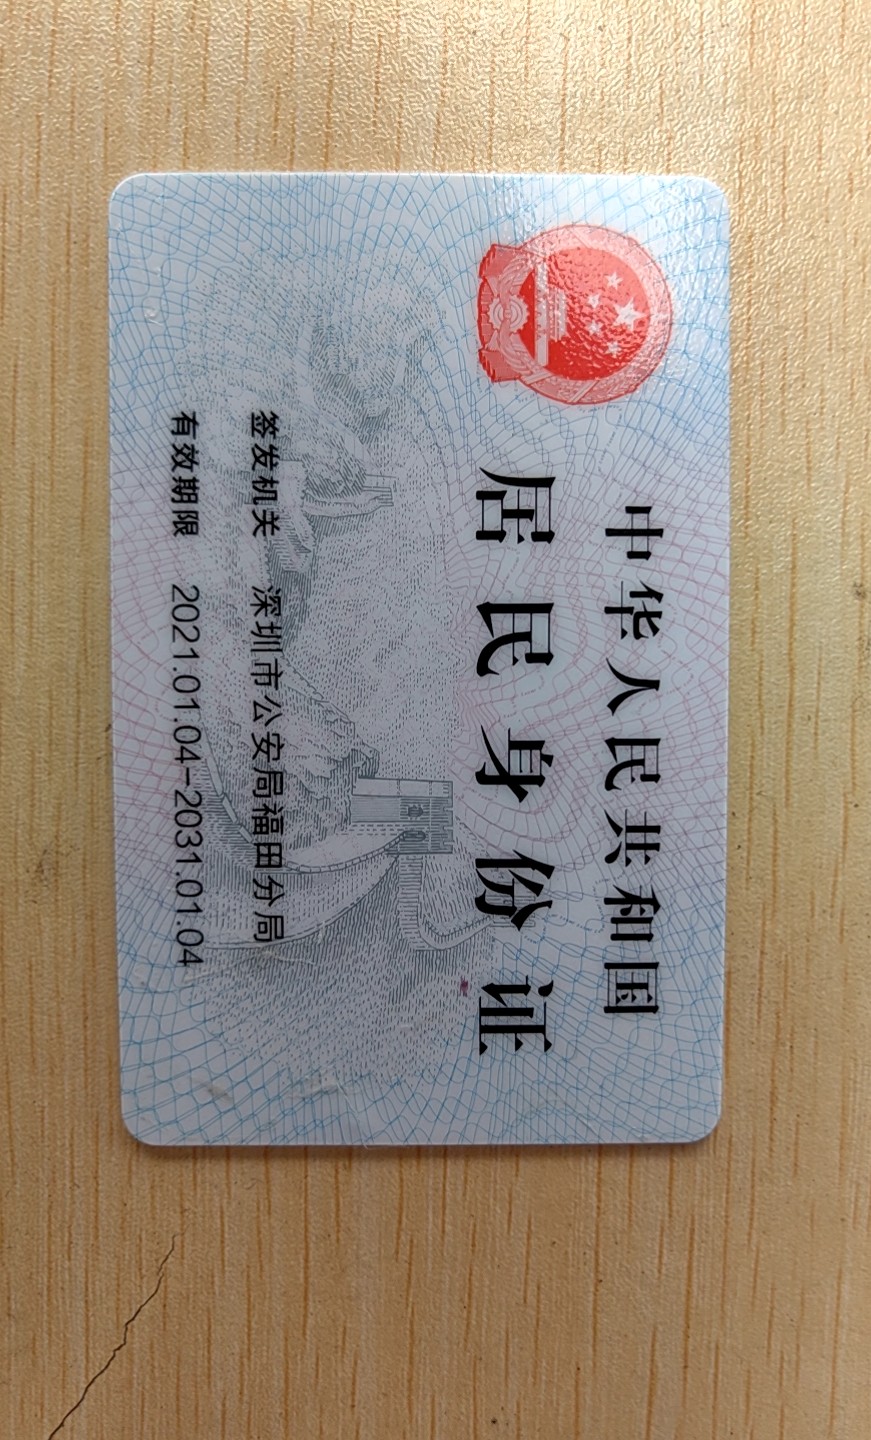 中华人民共和国
居民身份证
签发机关 深圳市公安局福田分局
有效期限 2021.01.04-2031.01.04